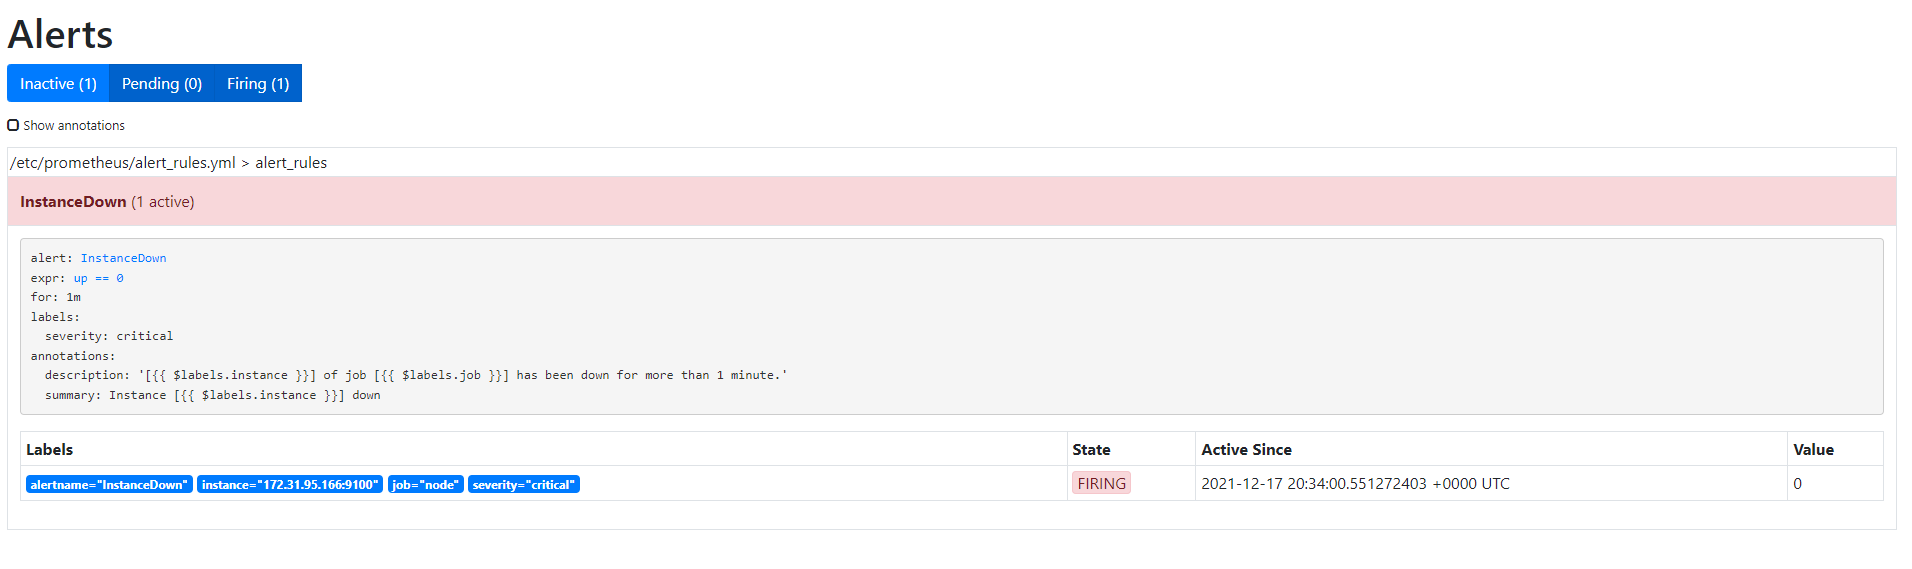 Alerts
Inactive (1) Pending (0) Firing (1)
Show annotations
/etc/prometheus/alert_rules.yml > alert_rules
InstanceDown (1 active)
alert: InstanceDown
expr: up == 0
for: 1m
labels:
  severity: critical
annotations:
  description: '[{{ $labels.instance }}] of job [{{ $labels.job }}] has been down for more than 1 minute.'
  summary: Instance [{{ $labels.instance }}] down
Labels State Active Since Value
alertname="InstanceDown" instance="172.31.95.166:9100" job="node" severity="critical" FIRING 2021-12-17 20:34:00.551272403 +0000 UTC 0